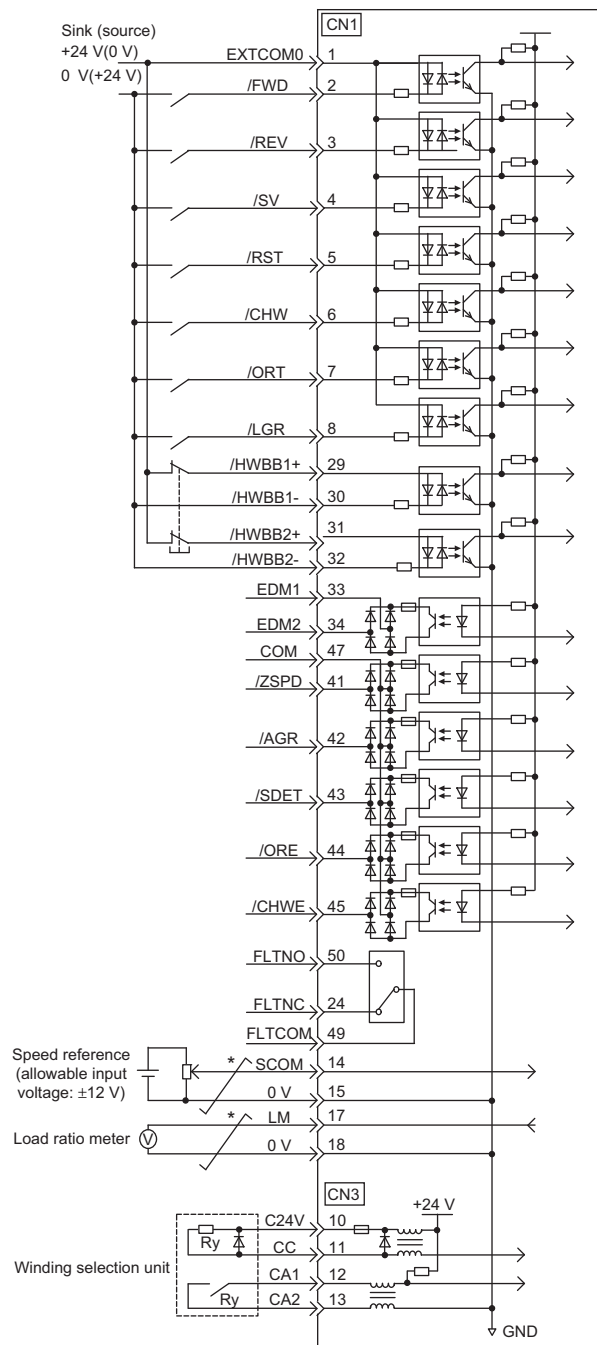 Sink (source)
+24 V(0 V)
0 V(+24 V)
CN1
EXTCOM0 1
/FWD 2
/REV 3
/SV 4
/RST 5
/CHW 6
/ORT 7
/LGR 8
/HWBB1+ 29
/HWBB1- 30
/HWBB2+ 31
/HWBB2- 32
EDM1 33
EDM2 34
COM 47
/ZSPD 41
/AGR 42
/SDET 43
/ORE 44
/CHWE 45
FLTNO 50
FLTNC 24
FLTCOM 49
Speed reference
(allowable input
voltage: ±12 V)
* SCOM 14
0 V 15
Load ratio meter
V
* LM 17
0 V 18
CN3
+24 V
Winding selection unit
Ry
Ry
C24V 10
CC 11
CA1 12
CA2 13
GND